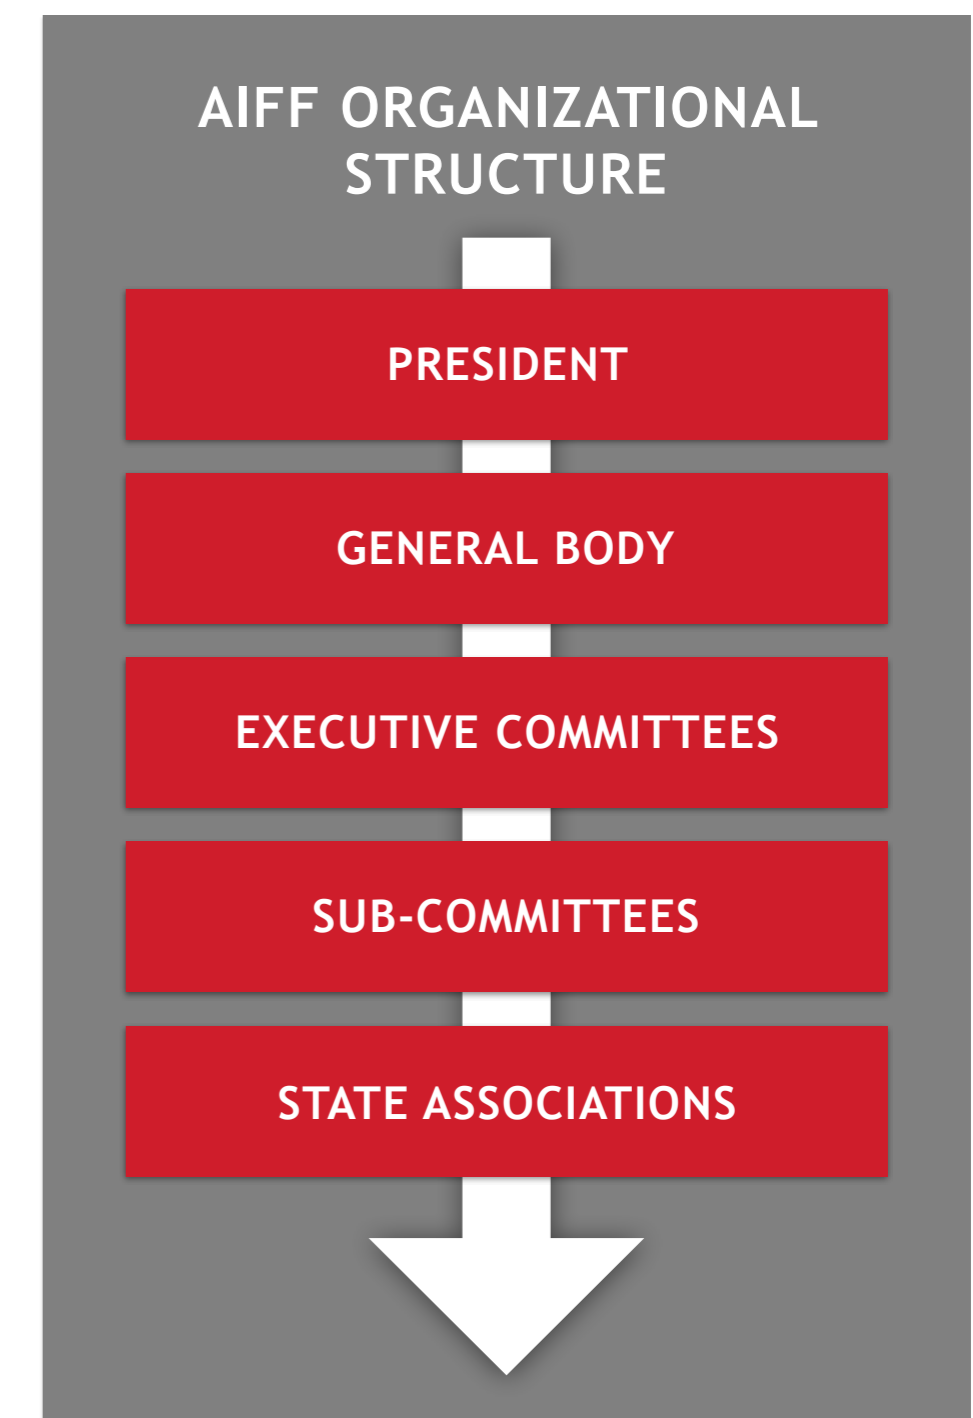 AIFF ORGANIZATIONAL
STRUCTURE
PRESIDENT
GENERAL BODY
EXECUTIVE COMMITTEES
SUB-COMMITTEES
STATE ASSOCIATIONS